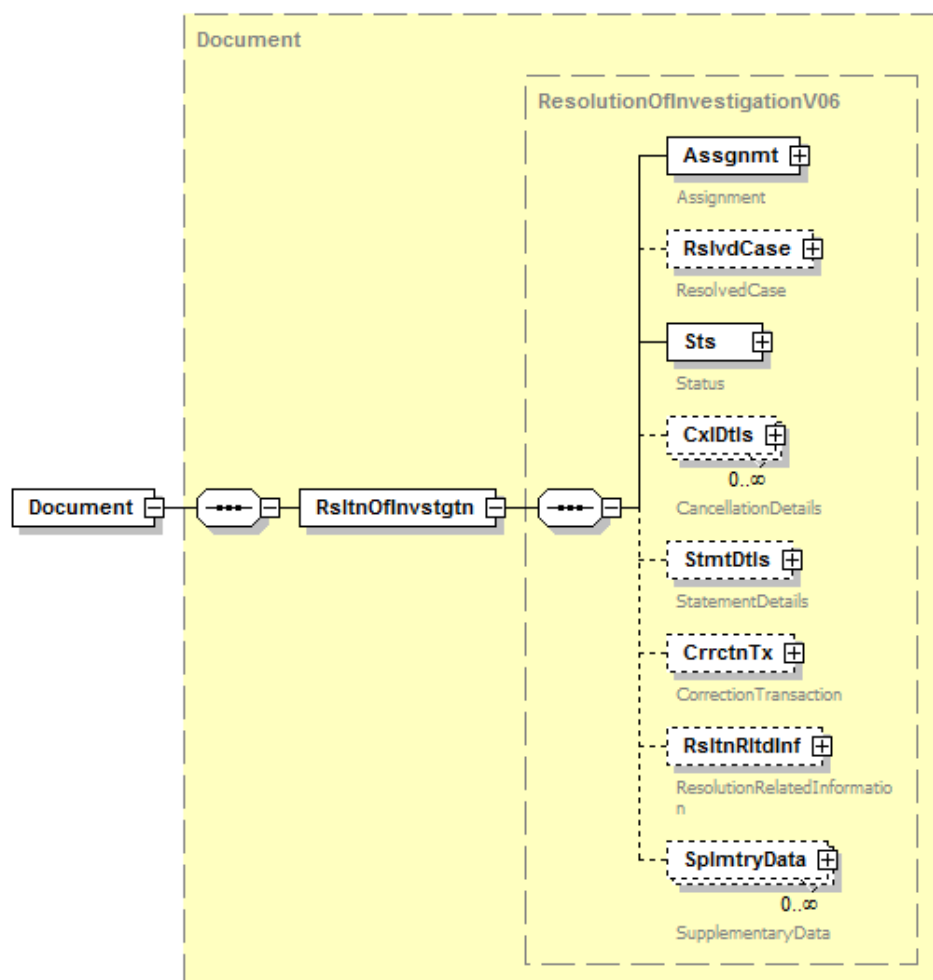 Document
ResolutionOfInvestigationV06
Assgnmt
Assignment
RslvdCase
ResolvedCase
Sts
Status
CxlDtls
0..∞
CancellationDetails
Document
RsltnOfInvstgtn
StmtDtls
StatementDetails
CrrctnTx
CorrectionTransaction
RsltnRltdInf
ResolutionRelatedInformatio
n
SplmtryData
0..∞
SupplementaryData